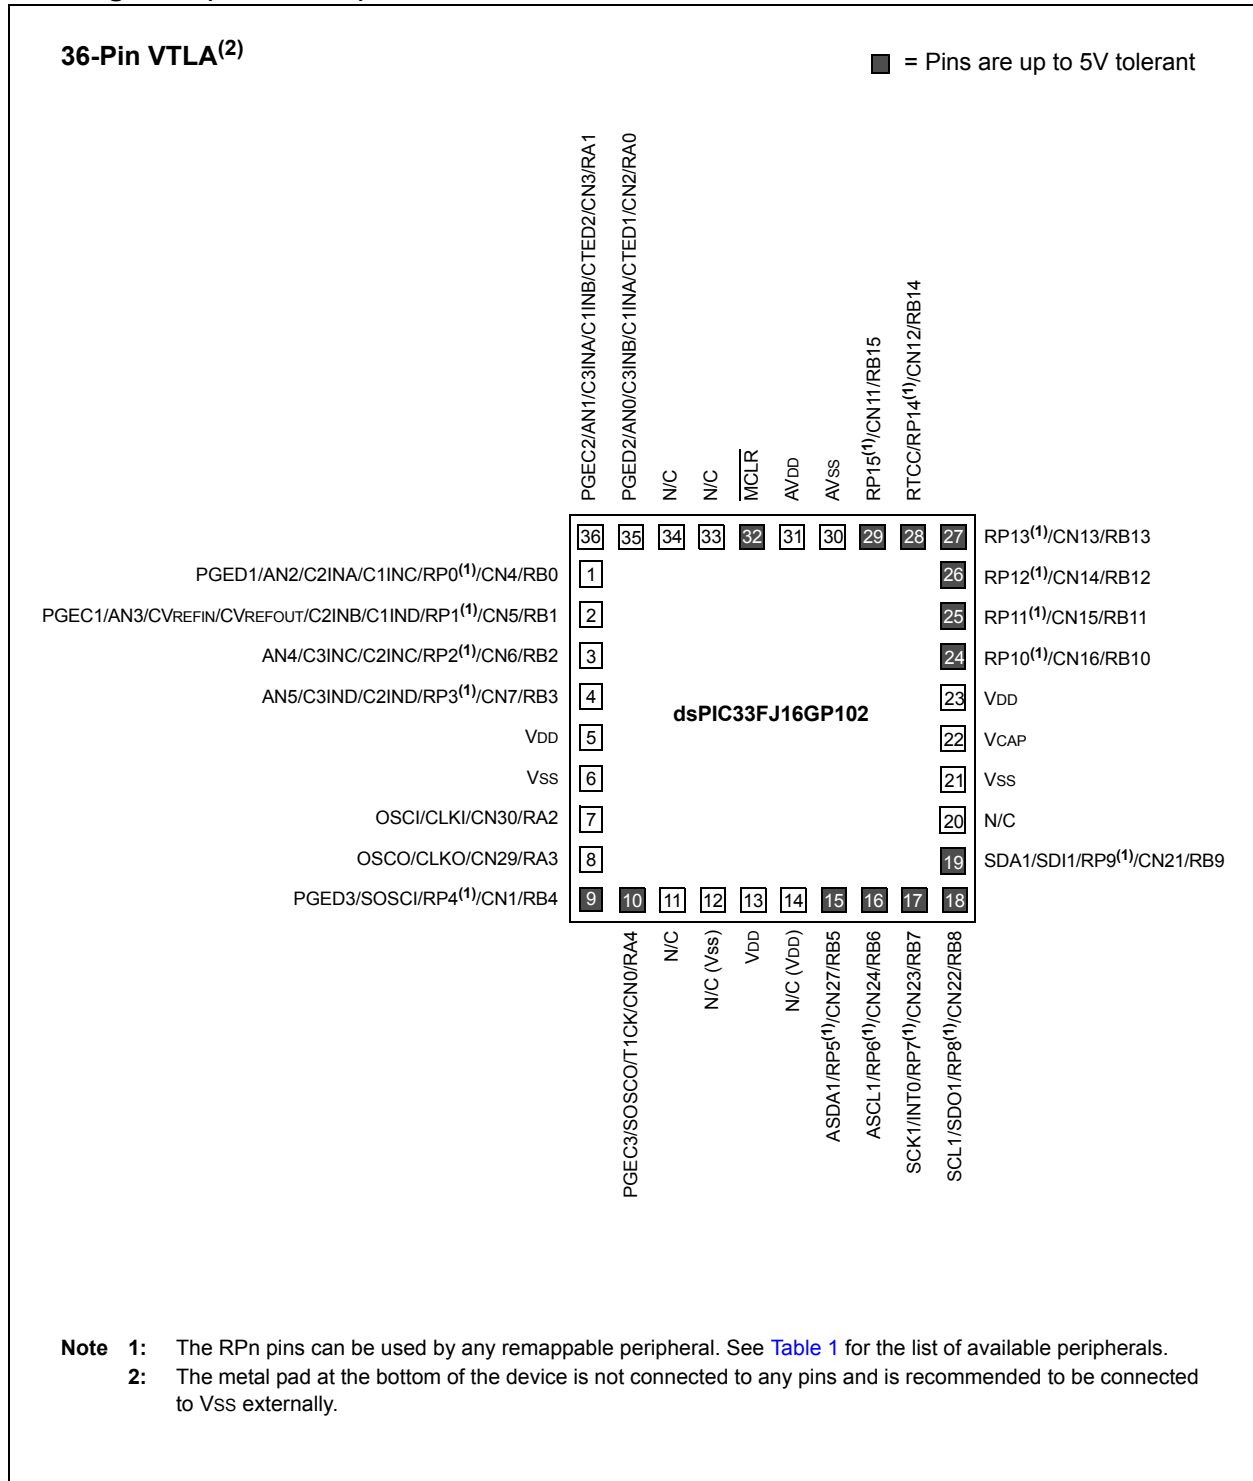 36-Pin VTLA(2)
= Pins are up to 5V tolerant
PGEC2/AN1/C3INA/C1INB/CTED2/CN3/RA1
PGED2/AN0/C3INB/C1INA/CTED1/CN2/RA0
N/C
N/C
MCLR
AVDD
AVSS
RP15(1)/CN11/RB15
RTCC/RP14(1)/CN12/RB14
36 35 34 33 32 31 30 29 28 27 RP13(1)/CN13/RB13
PGED1/AN2/C2INA/C1INC/RP0(1)/CN4/RB0 1 26 RP12(1)/CN14/RB12
PGEC1/AN3/CVREFIN/CVREFOUT/C2INB/C1IND/RP1(1)/CN5/RB1 2 25 RP11(1)/CN15/RB11
AN4/C3INC/C2INC/RP2(1)/CN6/RB2 3 24 RP10(1)/CN16/RB10
AN5/C3IND/C2IND/RP3(1)/CN7/RB3 4 23 VDD
dsPIC33FJ16GP102
VDD 5 22 VCAP
VSS 6 21 VSS
OSCI/CLKI/CN30/RA2 7 20 N/C
OSCO/CLKO/CN29/RA3 8 19 SDA1/SDI1/RP9(1)/CN21/RB9
PGED3/SOSCI/RP4(1)/CN1/RB4 9 10 11 12 13 14 15 16 17 18
PGEC3/SOSCO/T1CK/CN0/RA4
N/C
N/C (Vss)
VDD
N/C (VDD)
ASDA1/RP5(1)/CN27/RB5
ASCL1/RP6(1)/CN24/RB6
SCK1/INT0/RP7(1)/CN23/RB7
SCL1/SDO1/RP8(1)/CN22/RB8
Note 1: The RPn pins can be used by any remappable peripheral. See Table 1 for the list of available peripherals.
2: The metal pad at the bottom of the device is not connected to any pins and is recommended to be connected
to VSS externally.